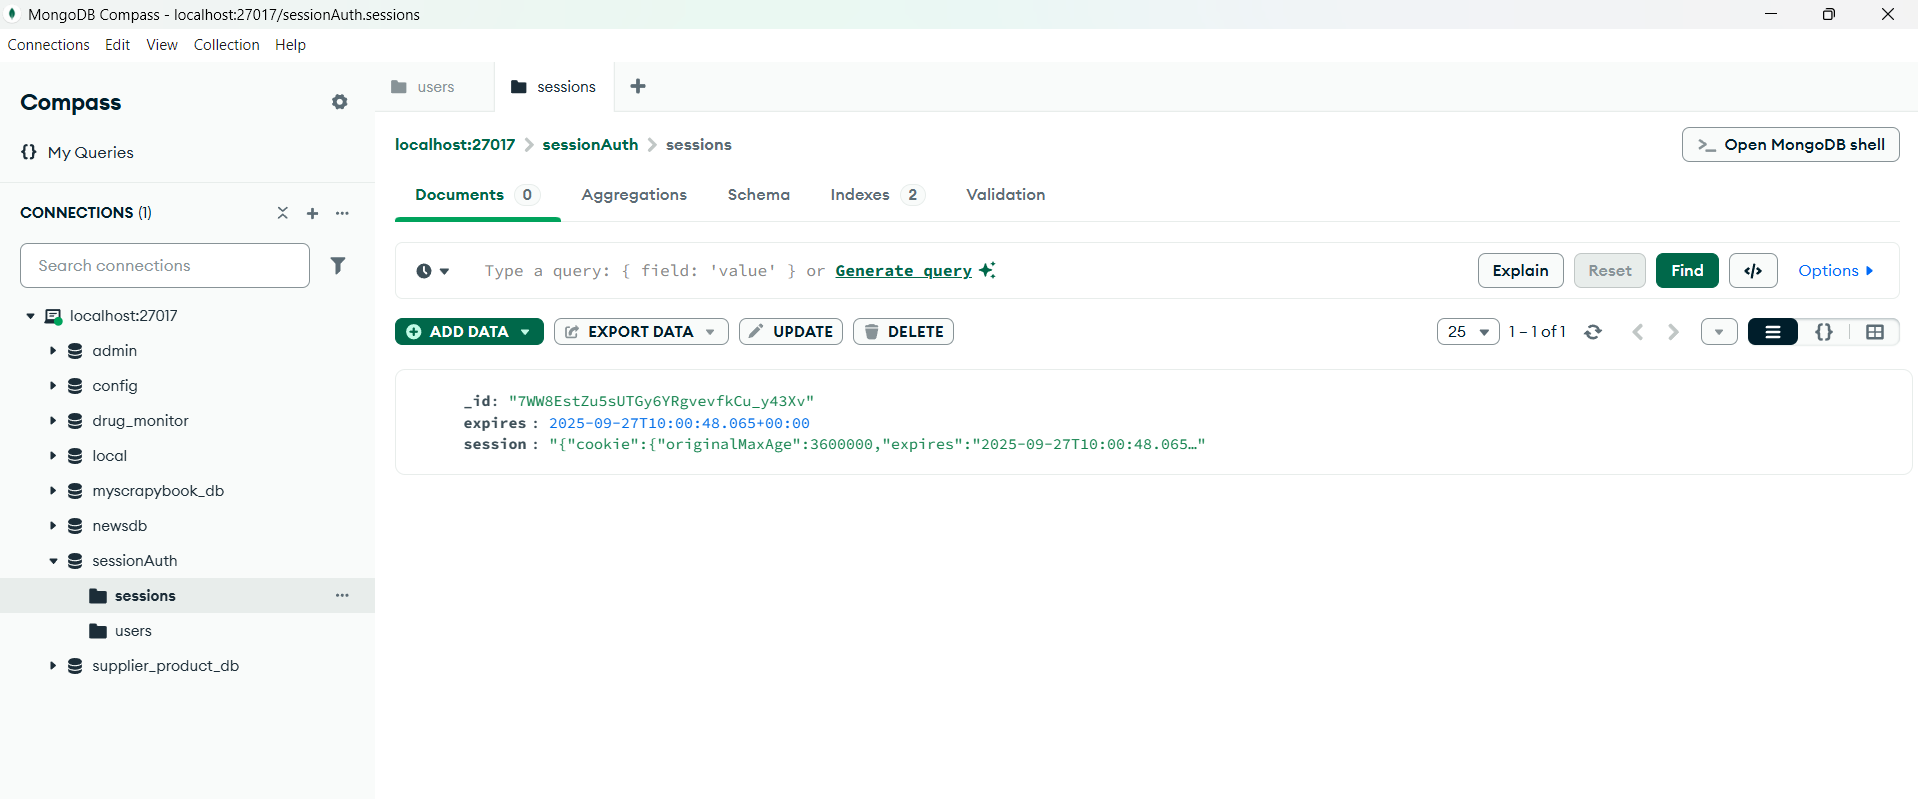 MongoDB Compass - localhost:27017/sessionAuth.sessions
Connections Edit View Collection Help
Compass
{} My Queries
CONNECTIONS (1)
Search connections
localhost:27017
admin
config
drug_monitor
local
myscrapybook_db
newsdb
sessionAuth
sessions
users
supplier_product_db
users sessions
localhost:27017 > sessionAuth > sessions
>_ Open MongoDB shell
Documents 0 Aggregations Schema Indexes 2 Validation
Type a query: { field: 'value' } or Generate query
Explain Reset Find </> Options
ADD DATA EXPORT DATA UPDATE DELETE
25 1 – 1 of 1 {}
_id: "7WW8EstZu5sUTGy6YRgvevfkCu_y43Xv"
expires : 2025-09-27T10:00:48.065+00:00
session : "{"cookie":{"originalMaxAge":3600000,"expires":"2025-09-27T10:00:48.065…"